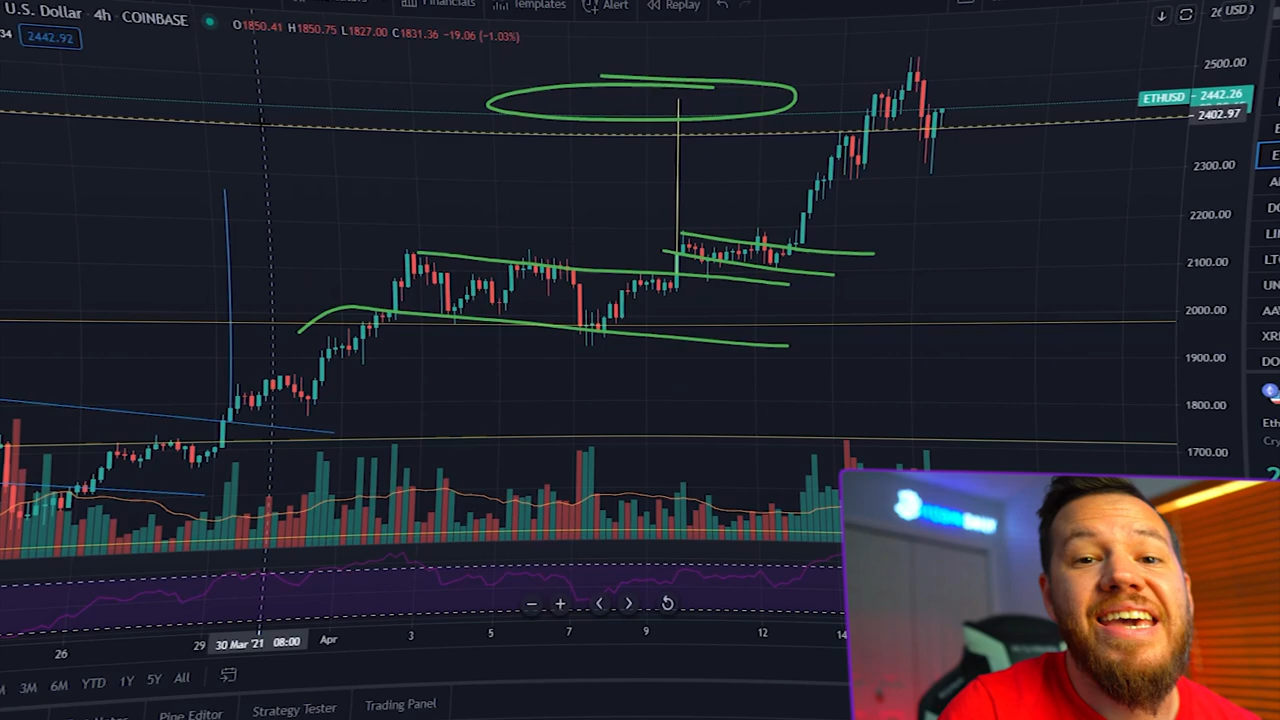 Financials Templates Alert Replay
U.S. Dollar 4h COINBASE O1850.41 H1850.75 L1827.00 C1831.36 -19.06 (-1.03%)
USD
34 2442.92
2500.00
ETHUSD 2442.26
2402.97
2300.00
2200.00
2100.00
2000.00
1900.00
1800.00
1700.00
26 29 30 Mar '21 08:00 Apr 3 5 7 9 12 14
3M 6M YTD 1Y 5Y All
Pine Editor Strategy Tester Trading Panel